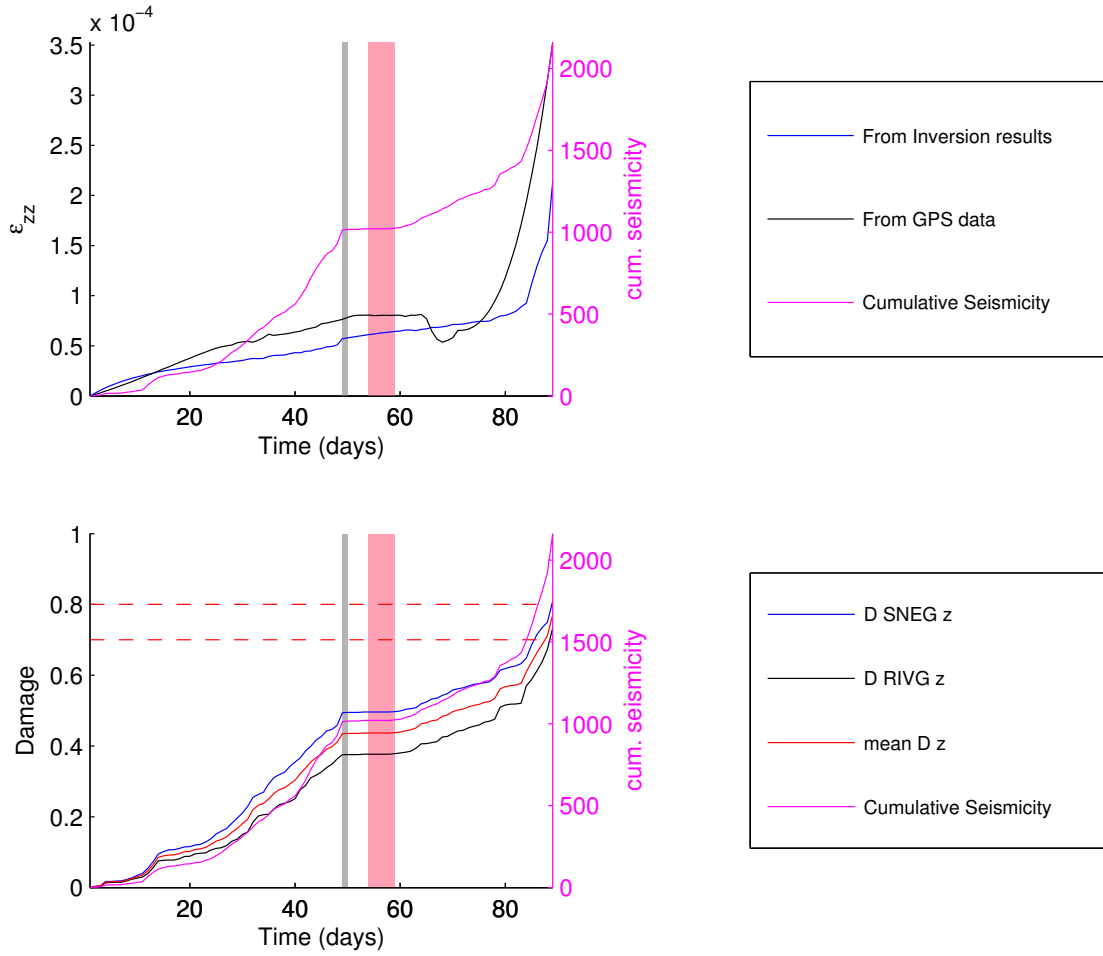 x 10⁻⁴
3.5
3
2.5
2
1.5
1
0.5
0
ε_zz
20
40
60
80
Time (days)
2000
1500
1000
500
0
cum. seismicity
From Inversion results
From GPS data
Cumulative Seismicity
1
0.8
0.6
0.4
0.2
0
Damage
20
40
60
80
Time (days)
2000
1500
1000
500
0
cum. seismicity
D SNEG z
D RIVG z
mean D z
Cumulative Seismicity